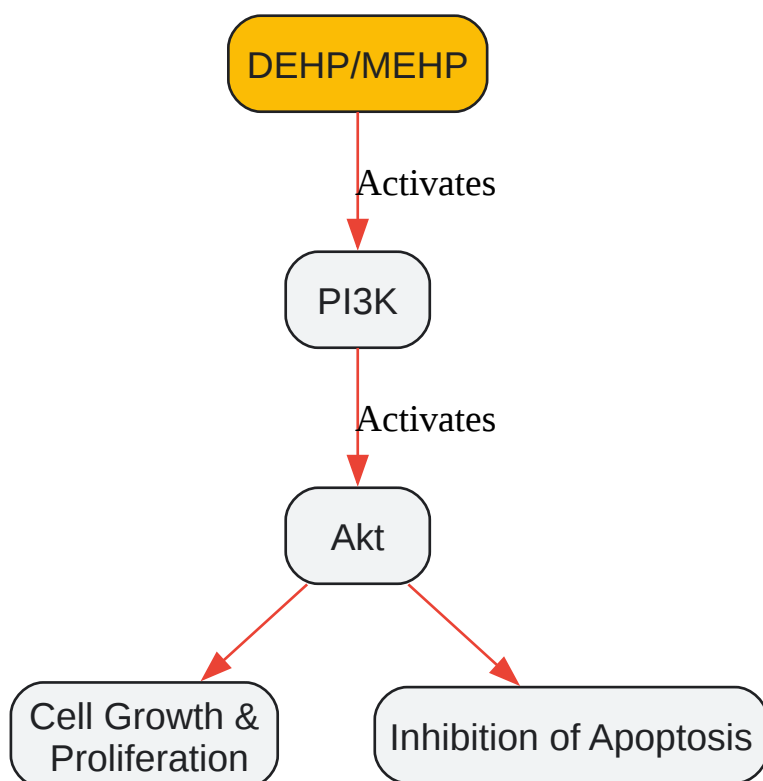 DEHP/MEHP
Activates
PI3K
Activates
Akt
Cell Growth &
Proliferation
Inhibition of Apoptosis